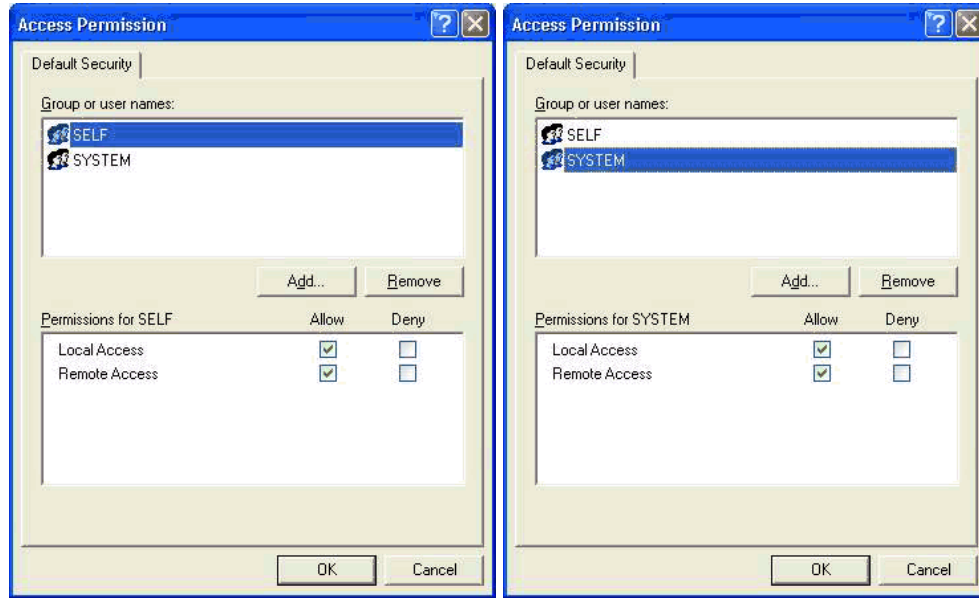 Access Permission
Default Security
Group or user names:
SELF
SYSTEM
Add... Remove
Permissions for SELF Allow Deny
Local Access
Remote Access
OK Cancel
Access Permission
Default Security
Group or user names:
SELF
SYSTEM
Add... Remove
Permissions for SYSTEM Allow Deny
Local Access
Remote Access
OK Cancel